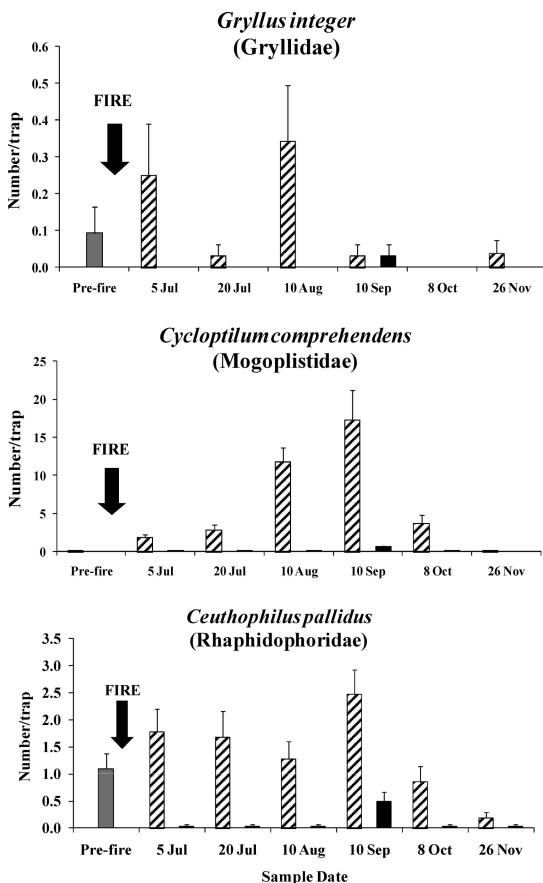 Gryllus integer
(Gryllidae)
0.6
0.5
0.4
0.3
0.2
0.1
0.0
Number/trap
FIRE
Pre-fire 5 Jul 20 Jul 10 Aug 10 Sep 8 Oct 26 Nov
Cycloptilum comprehendens
(Mogoplistidae)
25
20
15
10
5
0
Number/trap
FIRE
Pre-fire 5 Jul 20 Jul 10 Aug 10 Sep 8 Oct 26 Nov
Ceuthophilus pallidus
(Rhaphidophoridae)
3.5
3.0
2.5
2.0
1.5
1.0
0.5
0.0
Number/trap
FIRE
Pre-fire 5 Jul 20 Jul 10 Aug 10 Sep 8 Oct 26 Nov
Sample Date